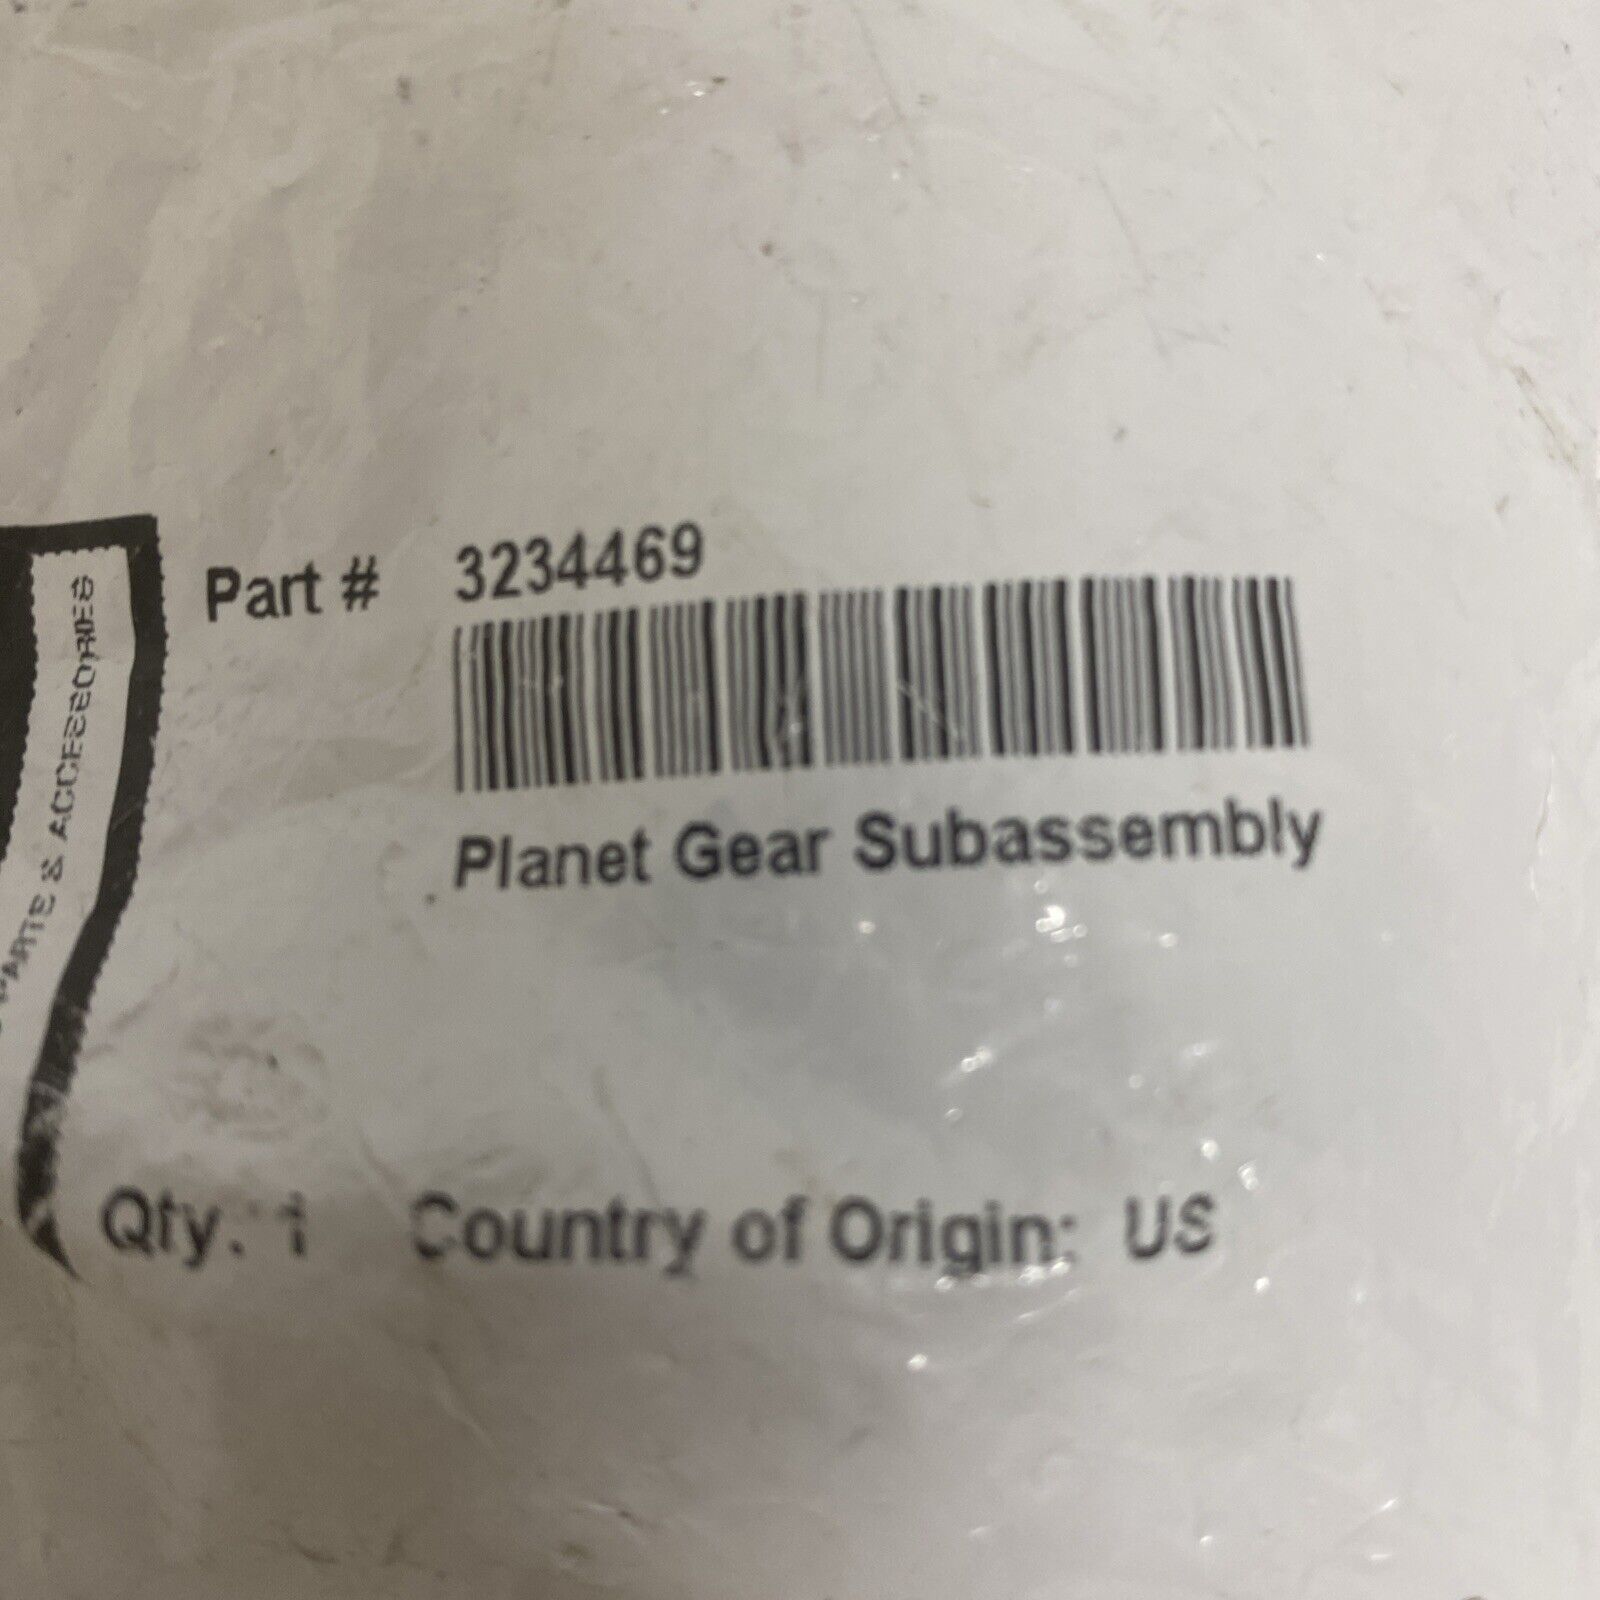 Part # 3234469
Planet Gear Subassembly
Qty.: 1 Country of Origin: US
PARTS & ACCESSORIES